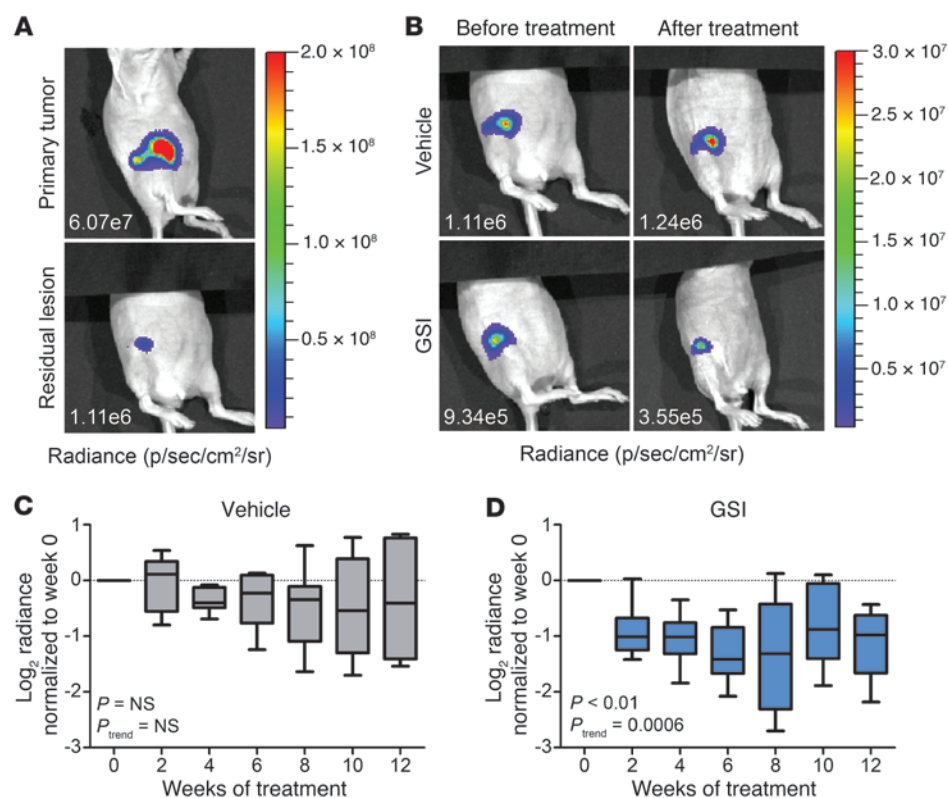 A
Primary tumor
6.07e7
Residual lesion
1.11e6
2.0 × 10⁸
1.5 × 10⁸
1.0 × 10⁸
0.5 × 10⁸
Radiance (p/sec/cm²/sr)
B
Before treatment After treatment
Vehicle
1.11e6 1.24e6
GSI
9.34e5 3.55e5
3.0 × 10⁷
2.5 × 10⁷
2.0 × 10⁷
1.5 × 10⁷
1.0 × 10⁷
0.5 × 10⁷
Radiance (p/sec/cm²/sr)
C
Vehicle
Log₂ radiance
normalized to week 0
1
0
-1
-2
-3
P = NS
Ptrend = NS
0 2 4 6 8 10 12
Weeks of treatment
D
GSI
Log₂ radiance
normalized to week 0
1
0
-1
-2
-3
P < 0.01
Ptrend = 0.0006
0 2 4 6 8 10 12
Weeks of treatment